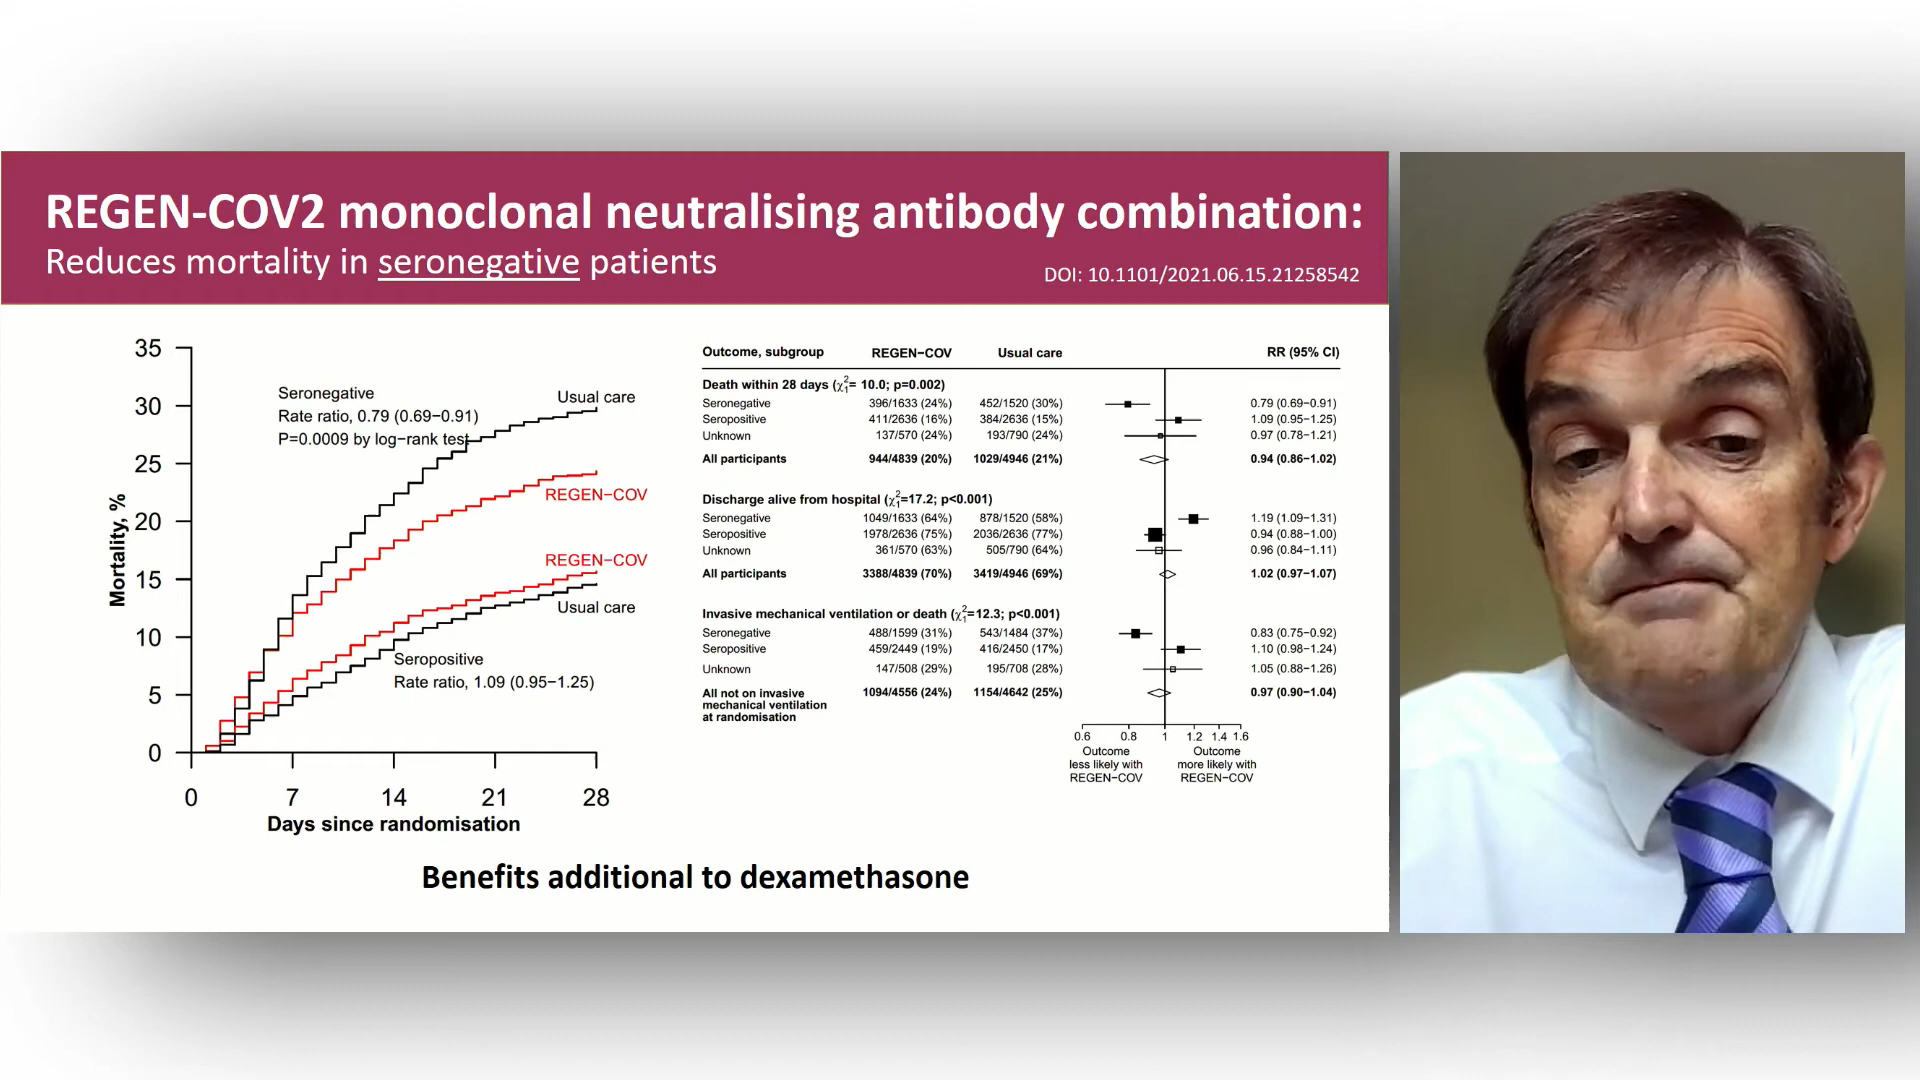 REGEN-COV2 monoclonal neutralising antibody combination:
Reduces mortality in seronegative patients
DOI: 10.1101/2021.06.15.21258542
35
30
25
20
15
10
5
0
Mortality, %
Seronegative
Rate ratio, 0.79 (0.69−0.91)
P=0.0009 by log−rank test
Usual care
REGEN−COV
REGEN−COV
Usual care
Seropositive
Rate ratio, 1.09 (0.95−1.25)
0 7 14 21 28
Days since randomisation
Outcome, subgroup REGEN−COV Usual care RR (95% CI)
Death within 28 days (χ²₁= 10.0; p=0.002)
Seronegative 396/1633 (24%) 452/1520 (30%) 0.79 (0.69−0.91)
Seropositive 411/2636 (16%) 384/2636 (15%) 1.09 (0.95−1.25)
Unknown 137/570 (24%) 193/790 (24%) 0.97 (0.78−1.21)
All participants 944/4839 (20%) 1029/4946 (21%) 0.94 (0.86−1.02)
Discharge alive from hospital (χ²₁=17.2; p<0.001)
Seronegative 1049/1633 (64%) 878/1520 (58%) 1.19 (1.09−1.31)
Seropositive 1978/2636 (75%) 2036/2636 (77%) 0.94 (0.88−1.00)
Unknown 361/570 (63%) 505/790 (64%) 0.96 (0.84−1.11)
All participants 3388/4839 (70%) 3419/4946 (69%) 1.02 (0.97−1.07)
Invasive mechanical ventilation or death (χ²₁=12.3; p<0.001)
Seronegative 488/1599 (31%) 543/1484 (37%) 0.83 (0.75−0.92)
Seropositive 459/2449 (19%) 416/2450 (17%) 1.10 (0.98−1.24)
Unknown 147/508 (29%) 195/708 (28%) 1.05 (0.88−1.26)
All not on invasive 1094/4556 (24%) 1154/4642 (25%) 0.97 (0.90−1.04)
mechanical ventilation
at randomisation
0.6 0.8 1 1.2 1.4 1.6
Outcome
less likely with
REGEN−COV
Outcome
more likely with
REGEN−COV
Benefits additional to dexamethasone